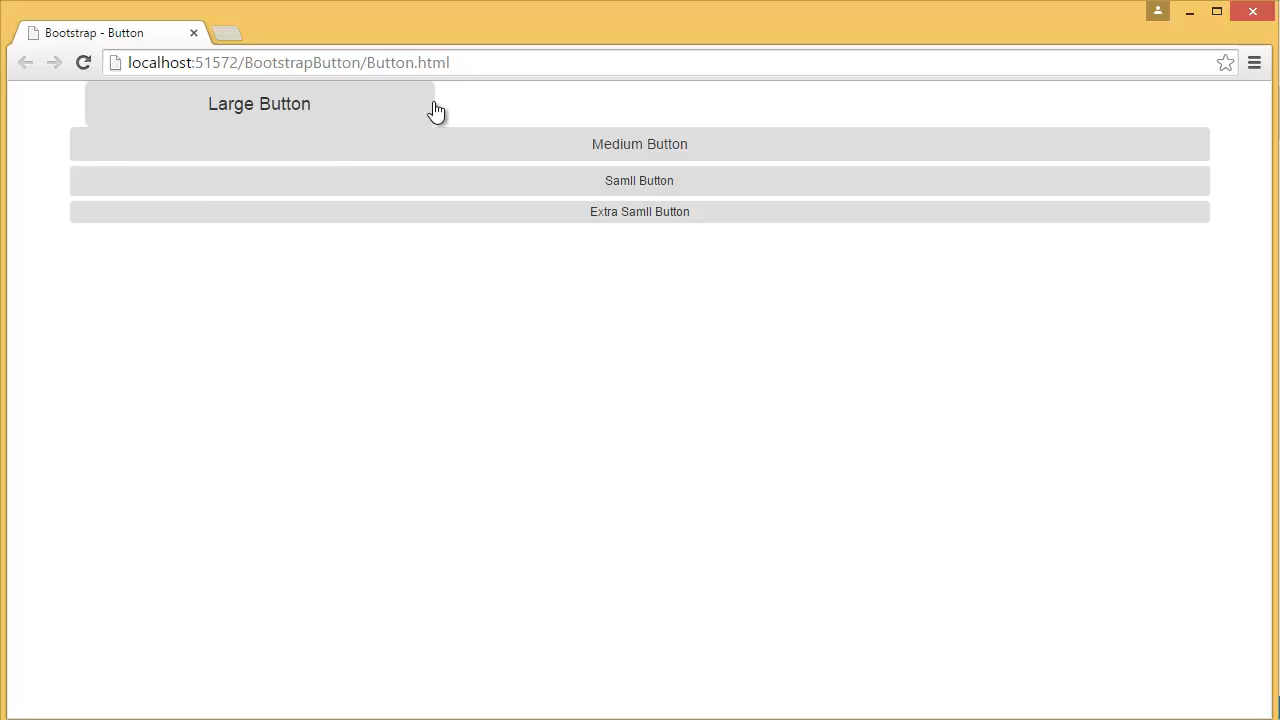 Bootstrap - Button
localhost:51572/BootstrapButton/Button.html
Large Button
Medium Button
Samll Button
Extra Samll Button